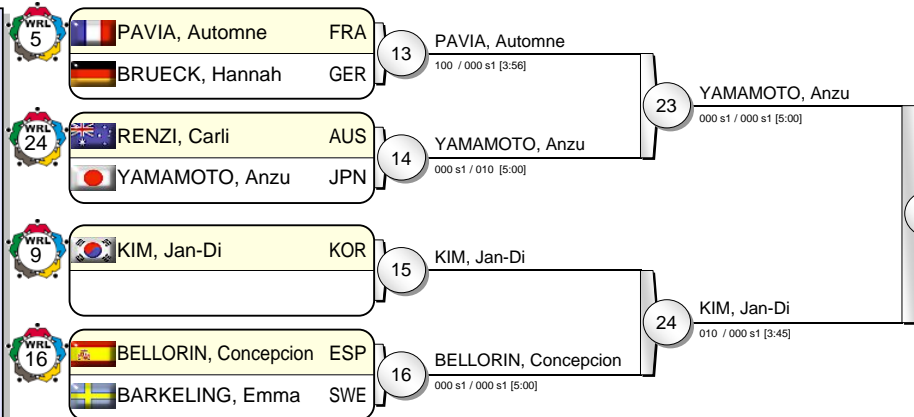 WRL
5
PAVIA, Automne FRA
BRUECK, Hannah GER
13
PAVIA, Automne
100 / 000 s1 [3:56]
23
YAMAMOTO, Anzu
000 s1 / 000 s1 [5:00]
WRL
24
RENZI, Carli AUS
YAMAMOTO, Anzu JPN
14
YAMAMOTO, Anzu
000 s1 / 010 [5:00]
WRL
9
KIM, Jan-Di KOR
15
KIM, Jan-Di
24
KIM, Jan-Di
010 / 000 s1 [3:45]
WRL
16
BELLORIN, Concepcion ESP
BARKELING, Emma SWE
16
BELLORIN, Concepcion
000 s1 / 000 s1 [5:00]